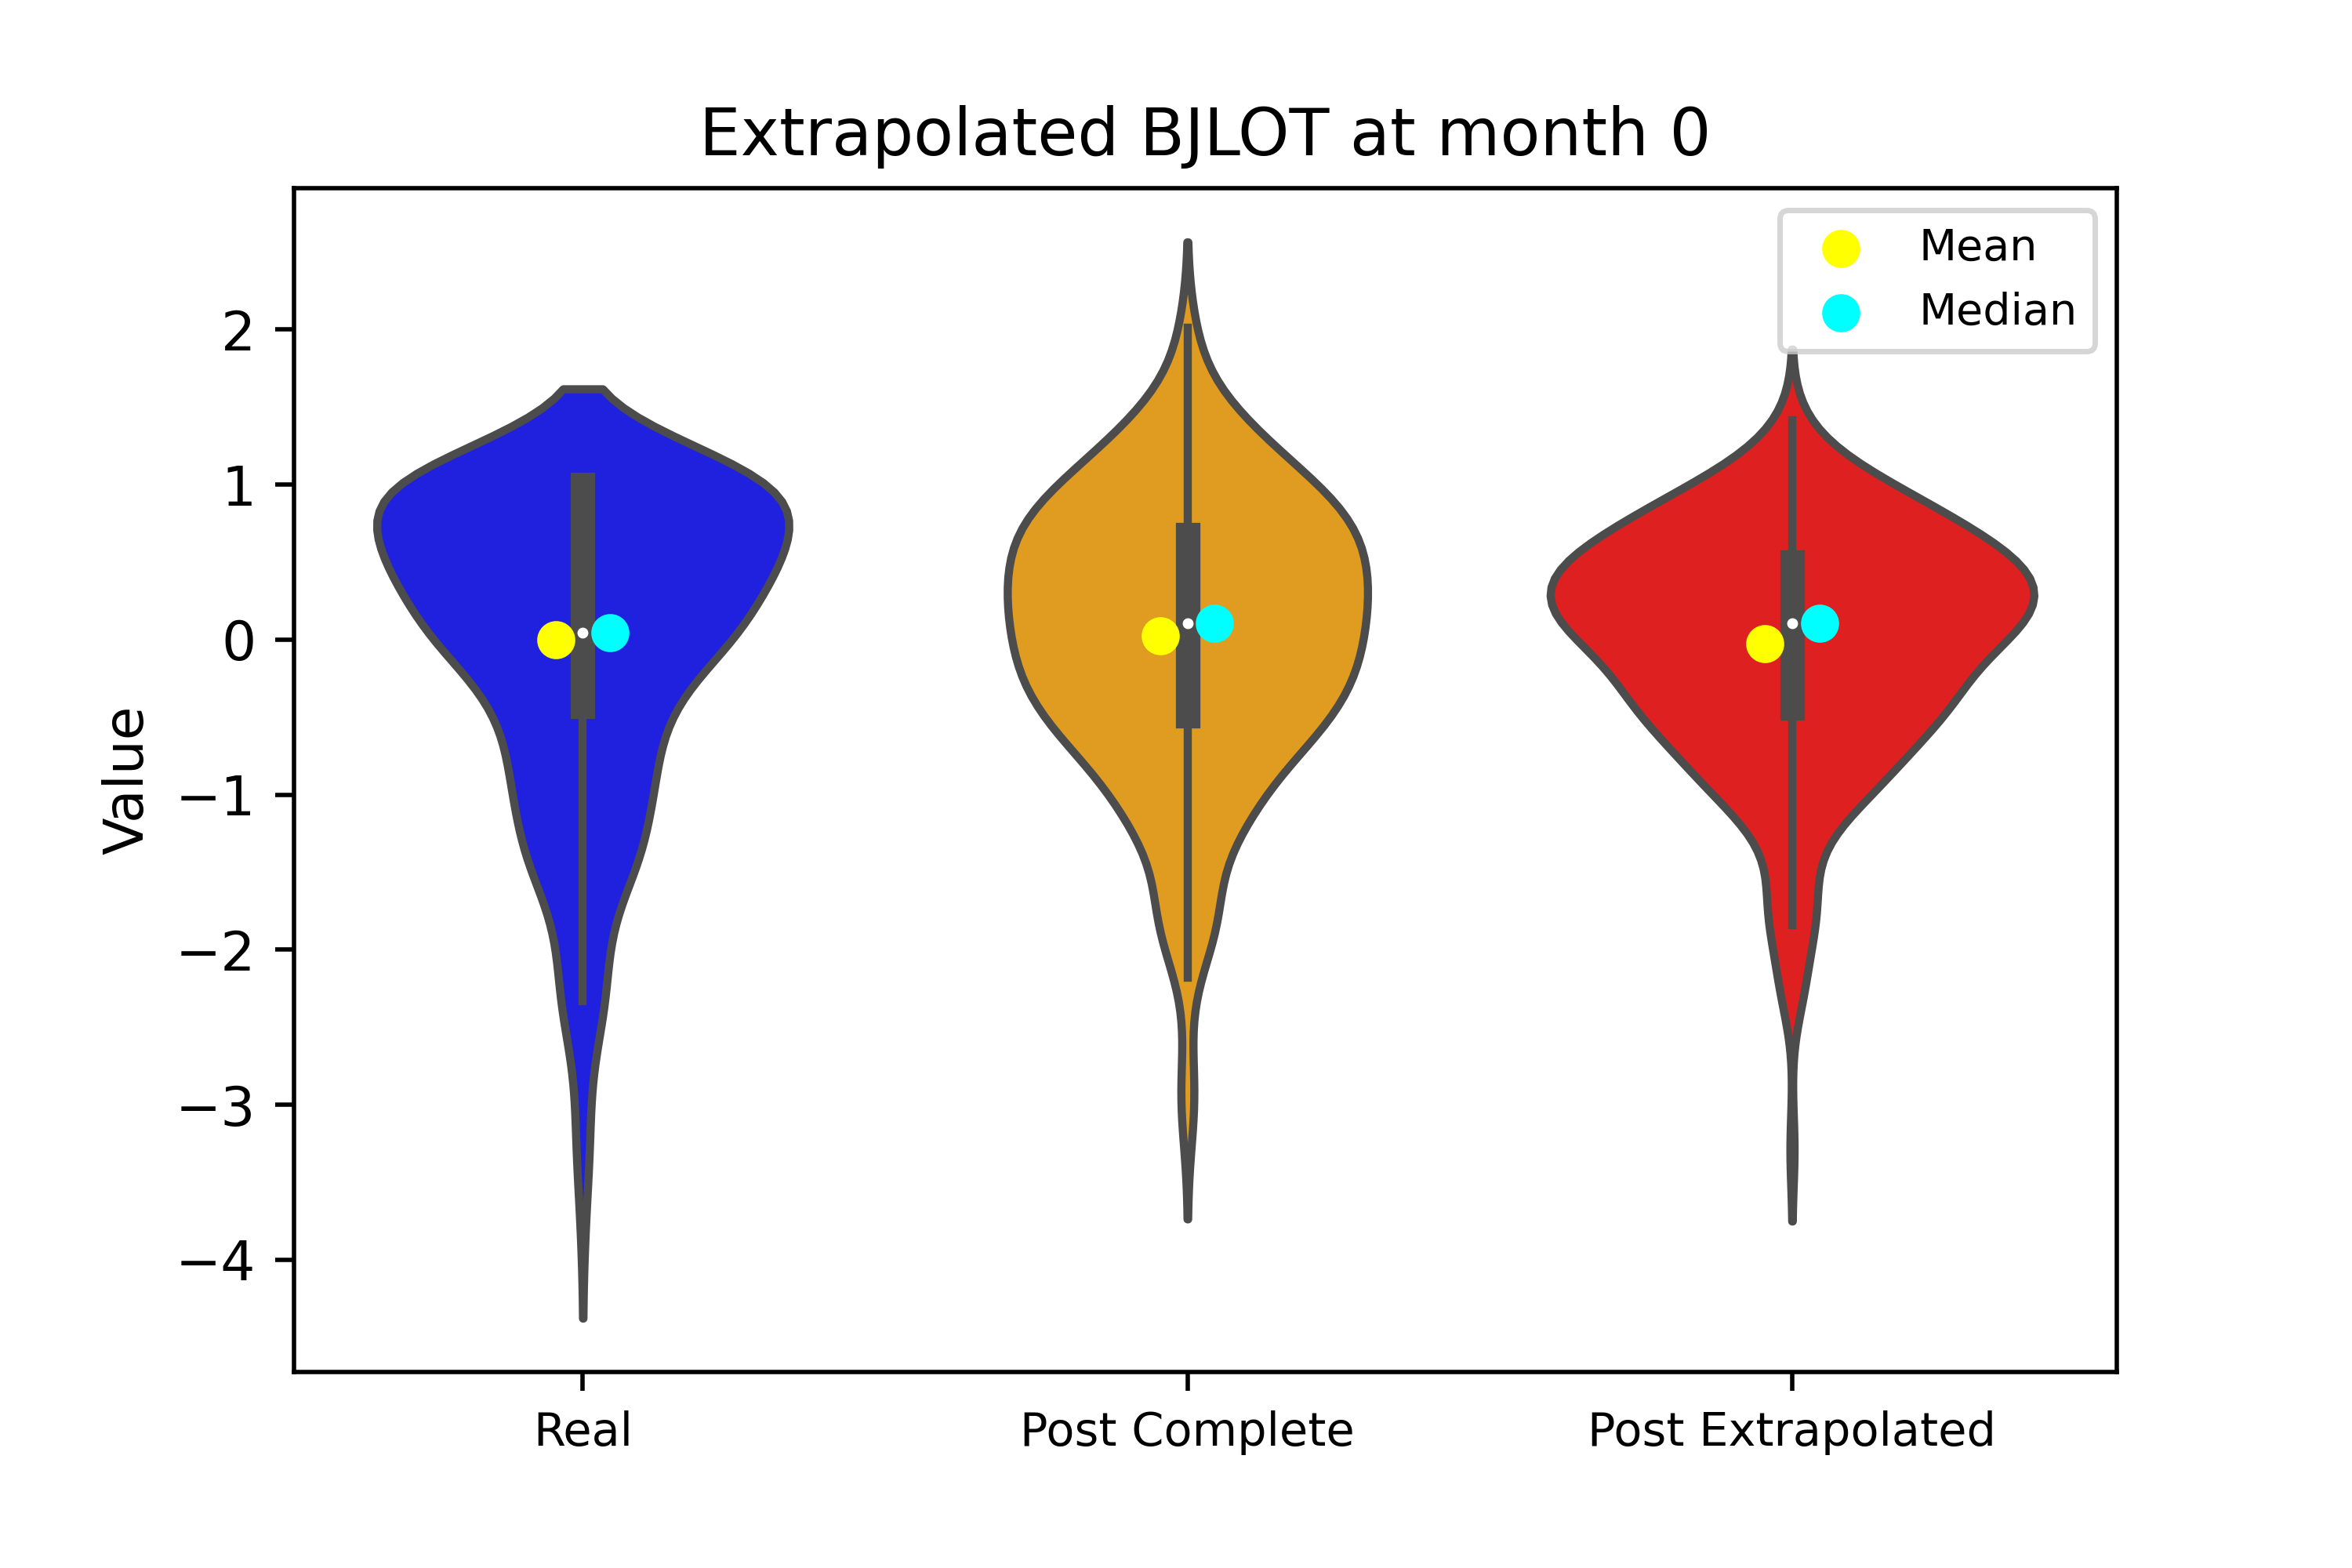 Extrapolated BJLOT at month 0
Mean
Median
Value
2
1
0
−1
−2
−3
−4
Real
Post Complete
Post Extrapolated